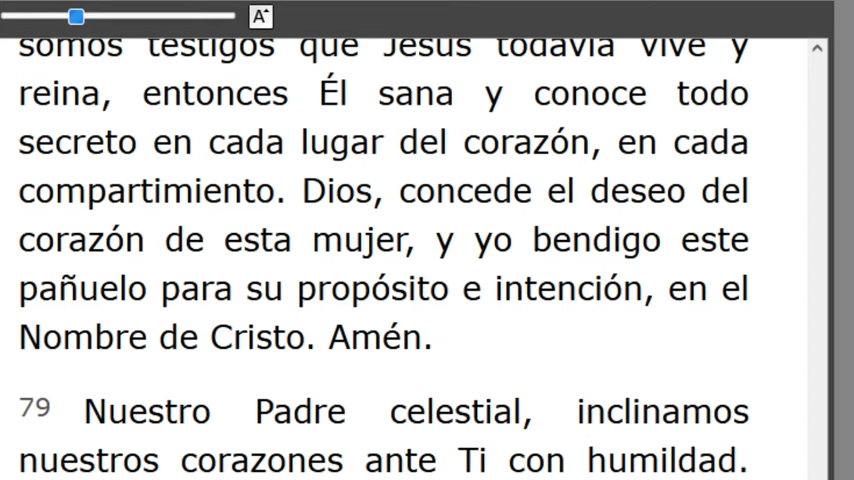 A
somos testigos que Jesús todavía vive y
reina, entonces Él sana y conoce todo
secreto en cada lugar del corazón, en cada
compartimiento. Dios, concede el deseo del
corazón de esta mujer, y yo bendigo este
pañuelo para su propósito e intención, en el
Nombre de Cristo. Amén.
79 Nuestro Padre celestial, inclinamos
nuestros corazones ante Ti con humildad.